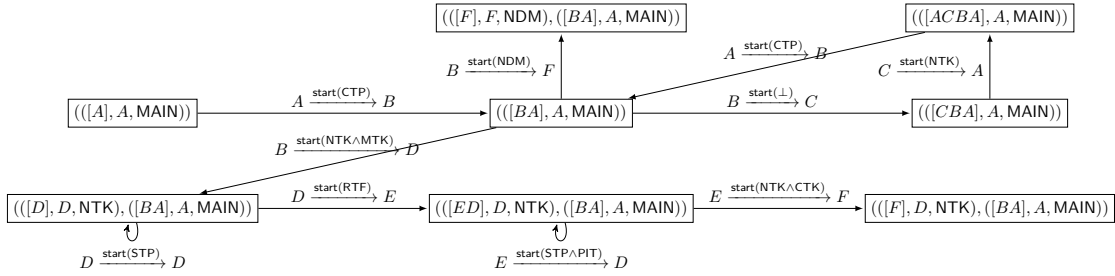 (([F], F, NDM), ([BA], A, MAIN))
(([ACBA], A, MAIN))
A start(CTP)⟶ B
B start(NDM)⟶ F
C start(NTK)⟶ A
A start(CTP)⟶ B
B start(⊥)⟶ C
(([A], A, MAIN))
(([BA], A, MAIN))
(([CBA], A, MAIN))
B start(NTK∧MTK)⟶ D
D start(RTF)⟶ E
E start(NTK∧CTK)⟶ F
(([D], D, NTK), ([BA], A, MAIN))
(([ED], D, NTK), ([BA], A, MAIN))
(([F], D, NTK), ([BA], A, MAIN))
D start(STP)⟶ D
E start(STP∧PIT)⟶ D